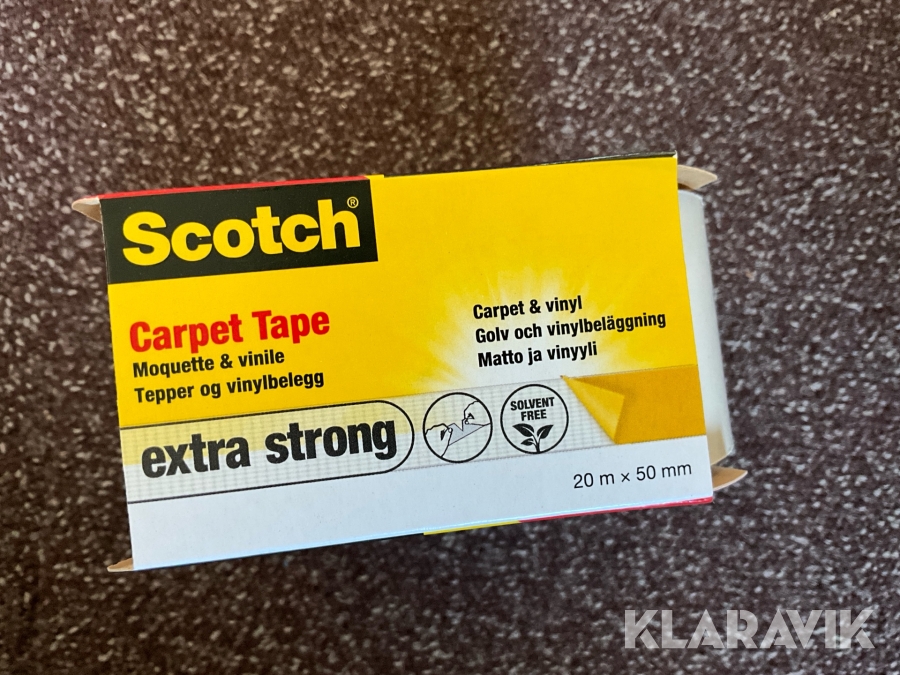 Scotch®
Carpet Tape
Moquette & vinile
Tepper og vinylbelegg
Carpet & vinyl
Golv och vinylbeläggning
Matto ja vinyyli
extra strong
SOLVENT
FREE
20 m × 50 mm
KLARAVIK